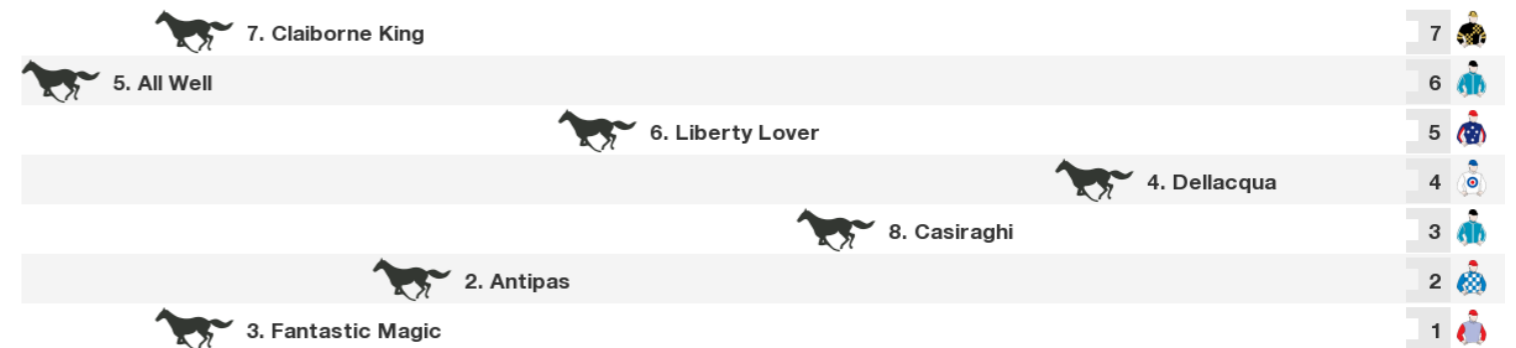 7. Claiborne King 7
5. All Well 6
6. Liberty Lover 5
4. Dellacqua 4
8. Casiraghi 3
2. Antipas 2
3. Fantastic Magic 1